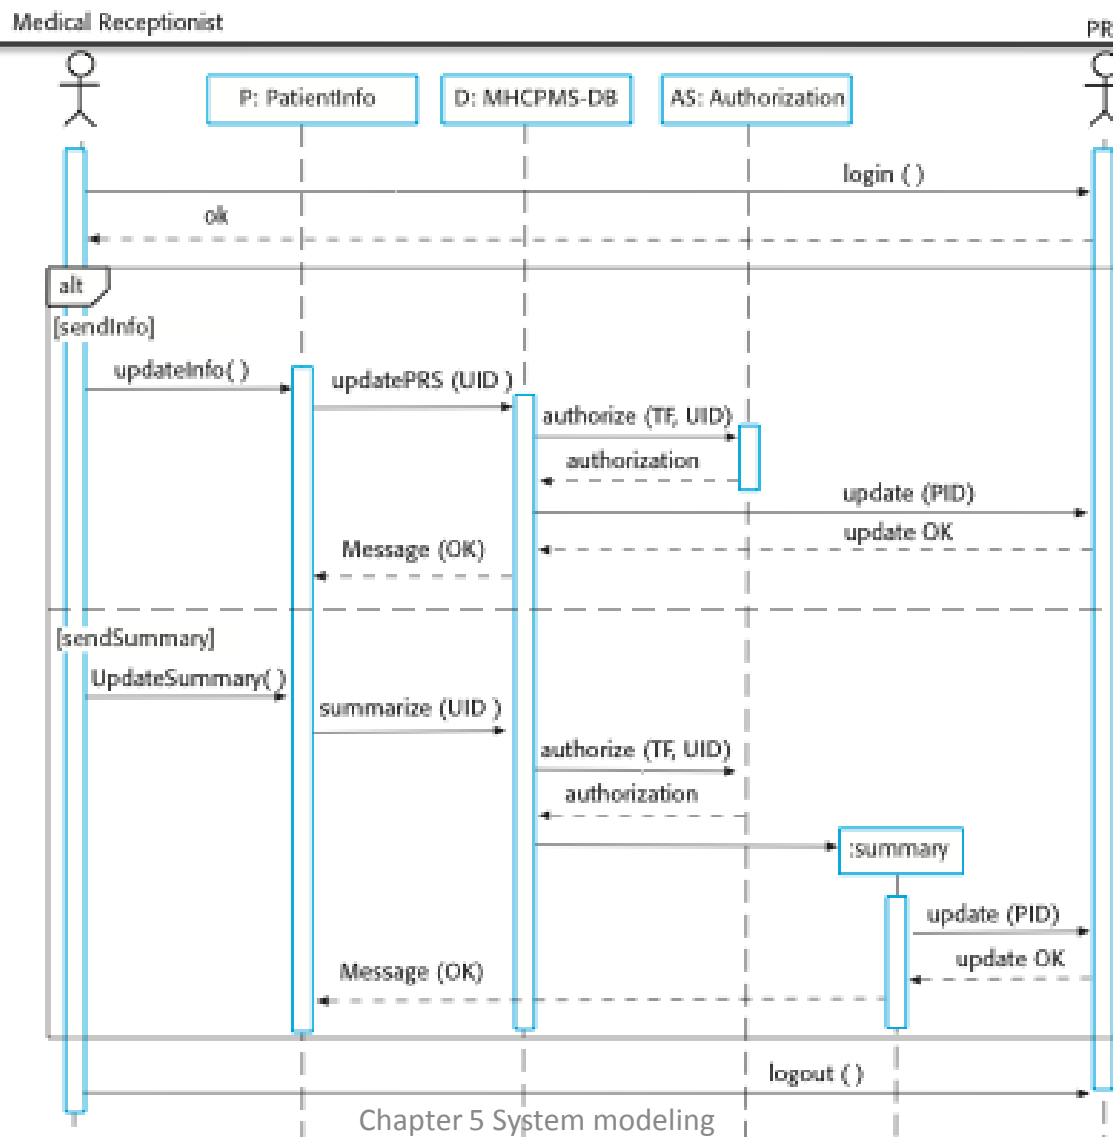 Medical Receptionist
PR
P: PatientInfo
D: MHCPMS-DB
AS: Authorization
login ( )
ok
alt
[sendInfo]
updateInfo( )
updatePRS (UID )
authorize (TF, UID)
authorization
update (PID)
update OK
Message (OK)
[sendSummary]
UpdateSummary( )
summarize (UID )
authorize (TF, UID)
authorization
:summary
update (PID)
update OK
Message (OK)
logout ( )
Chapter 5 System modeling